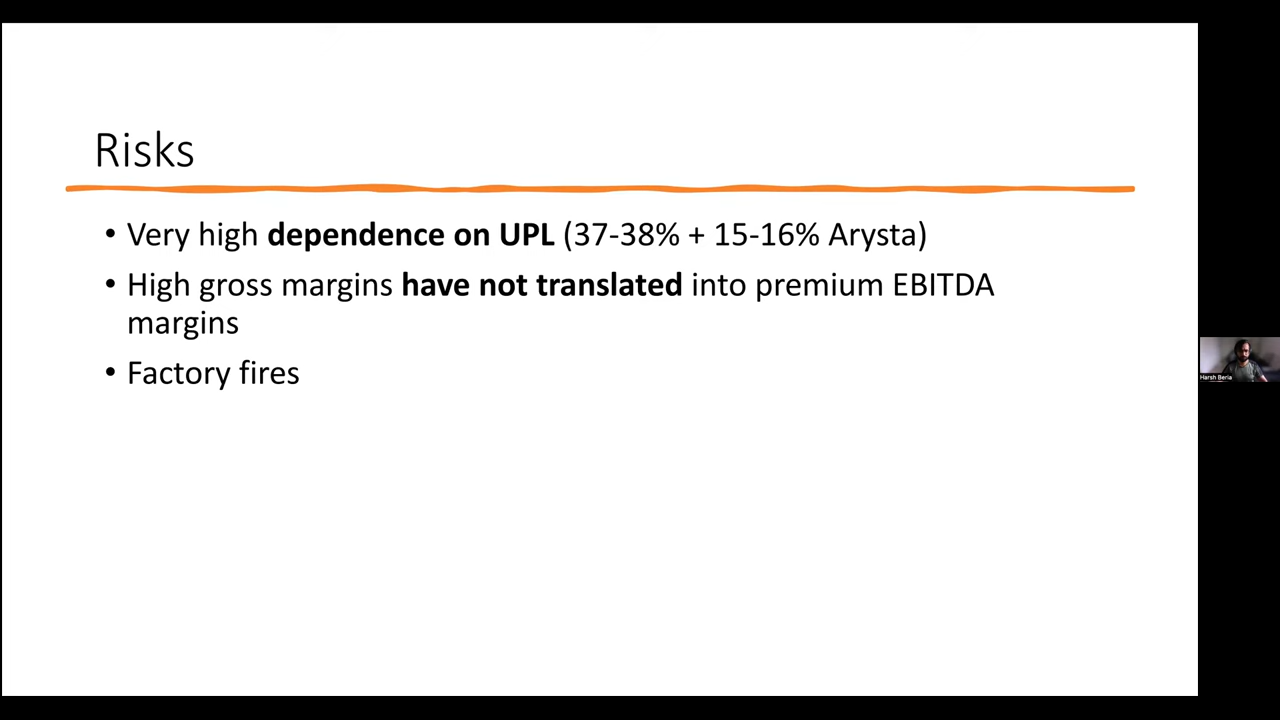 Risks
• Very high dependence on UPL (37-38% + 15-16% Arysta)
• High gross margins have not translated into premium EBITDA
margins
• Factory fires
Harsh Beria